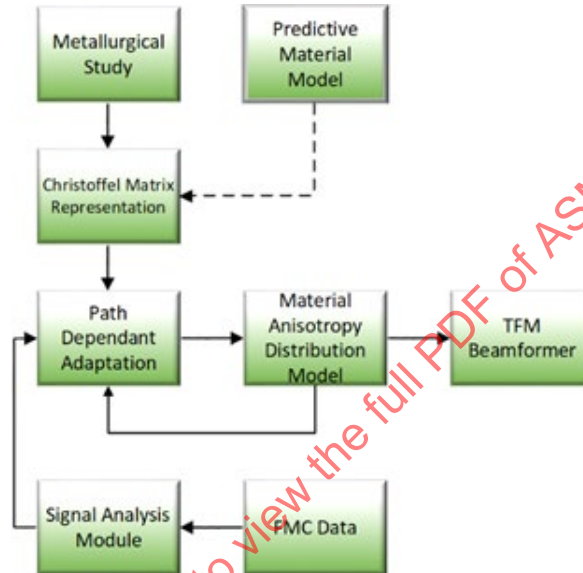 Metallurgical
Study
Predictive
Material
Model
Christoffel Matrix
Representation
Path
Dependant
Adaptation
Material
Anisotropy
Distribution
Model
TFM
Beamformer
Signal Analysis
Module
FMC Data
to view the full PDF of ASM